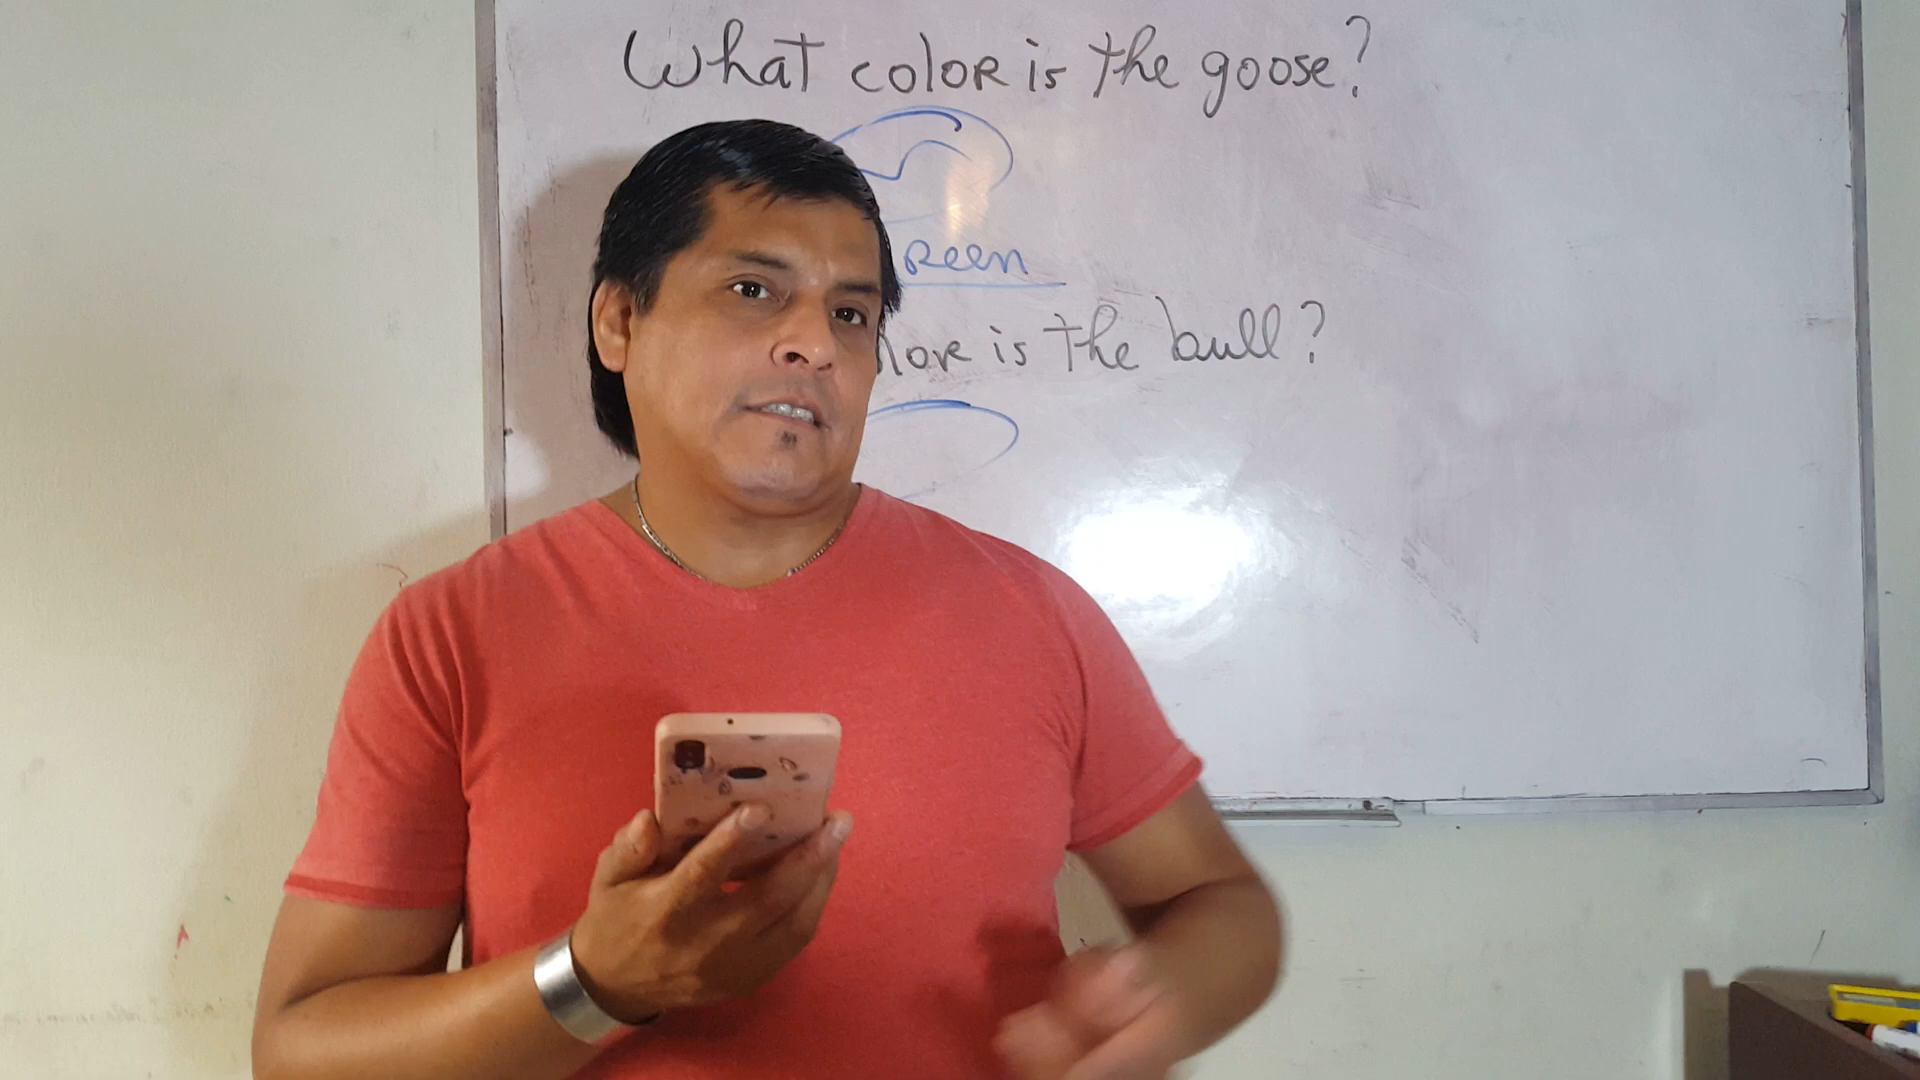 What color is the goose?
reen
lor is the bull?